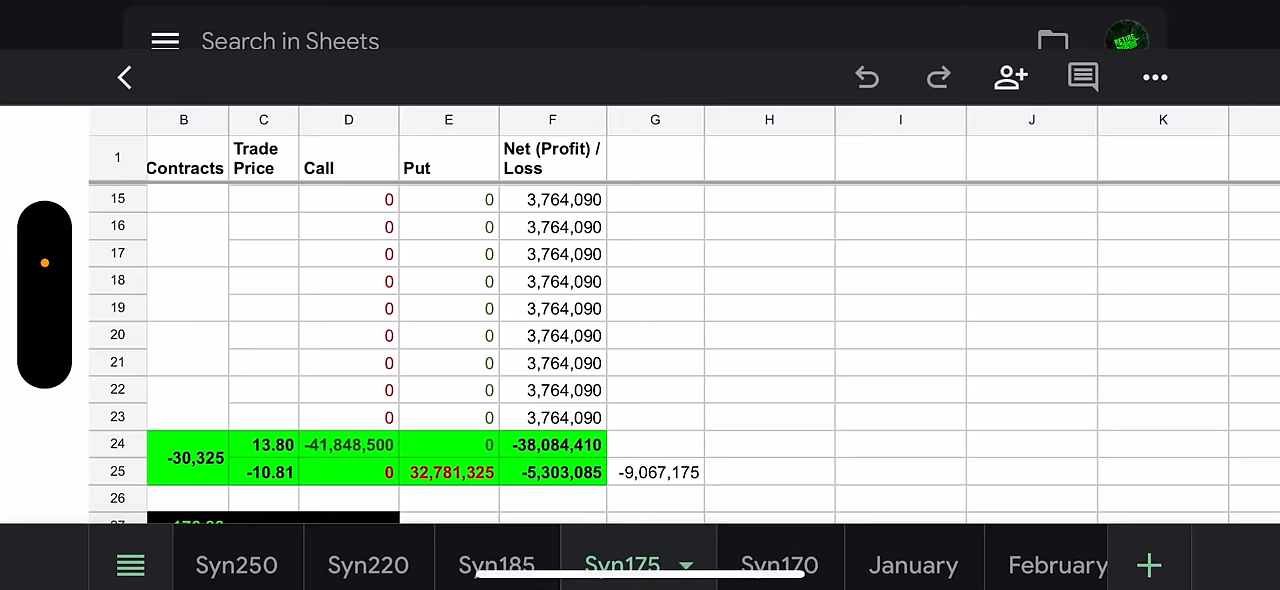 Search in Sheets
B C D E F G H I J K
1 Contracts Trade Price Call Put Net (Profit) / Loss
15 0 0 3,764,090
16 0 0 3,764,090
17 0 0 3,764,090
18 0 0 3,764,090
19 0 0 3,764,090
20 0 0 3,764,090
21 0 0 3,764,090
22 0 0 3,764,090
23 0 0 3,764,090
24 -30,325 13.80 -41,848,500 0 -38,084,410
25 -10.81 0 32,781,325 -5,303,085 -9,067,175
26
Syn250 Syn220 Syn185 Syn175 Syn170 January February